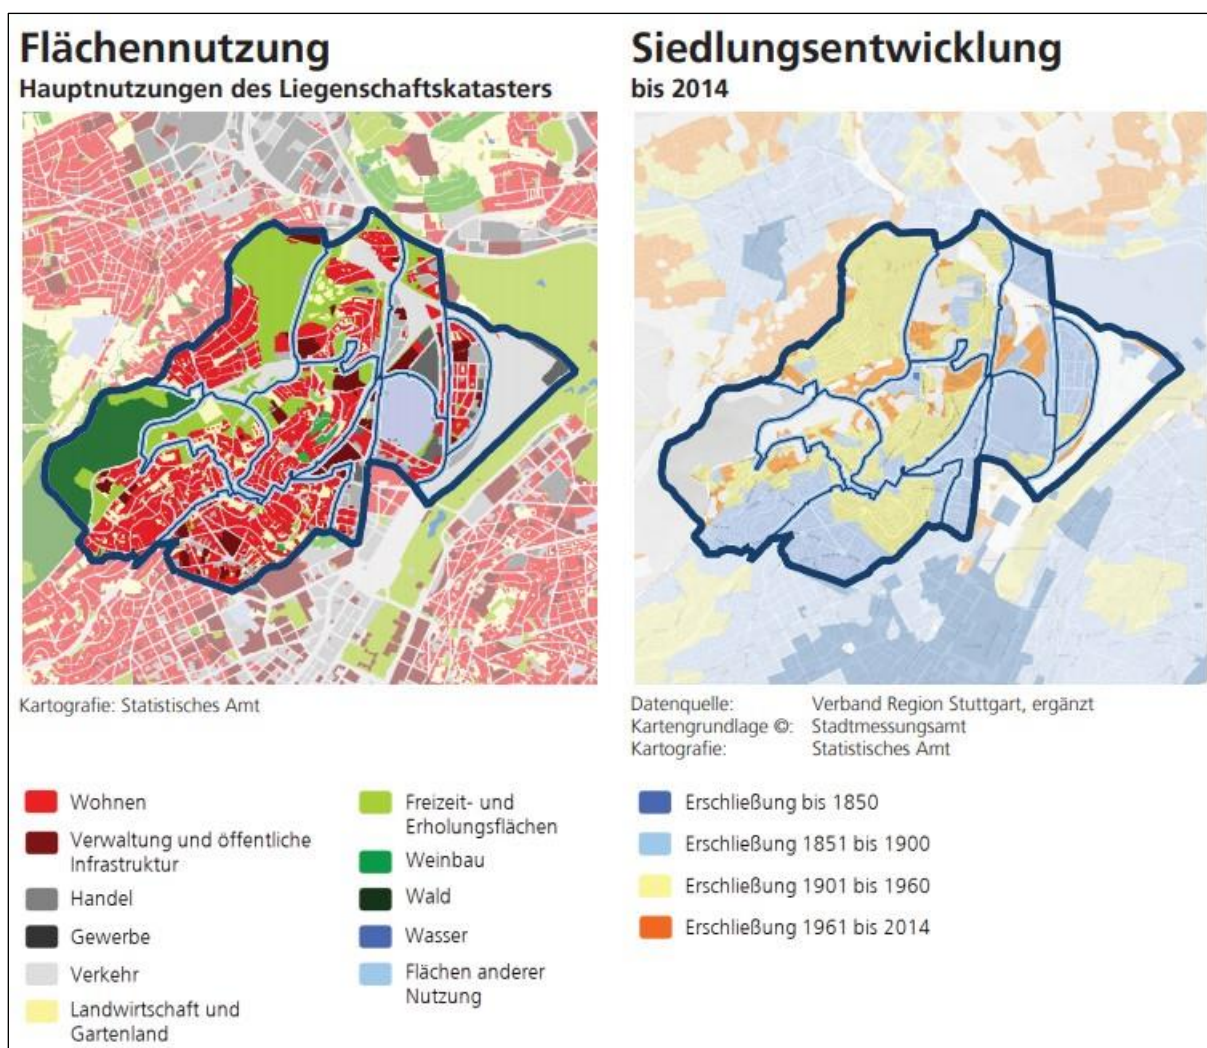 Flächennutzung
Hauptnutzungen des Liegenschaftskatasters
Kartografie: Statistisches Amt
Wohnen
Verwaltung und öffentliche
Infrastruktur
Handel
Gewerbe
Verkehr
Landwirtschaft und
Gartenland
Freizeit- und
Erholungsflächen
Weinbau
Wald
Wasser
Flächen anderer
Nutzung
Siedlungsentwicklung
bis 2014
Datenquelle: Verband Region Stuttgart, ergänzt
Kartengrundlage ©: Stadtmessungsamt
Kartografie: Statistisches Amt
Erschließung bis 1850
Erschließung 1851 bis 1900
Erschließung 1901 bis 1960
Erschließung 1961 bis 2014